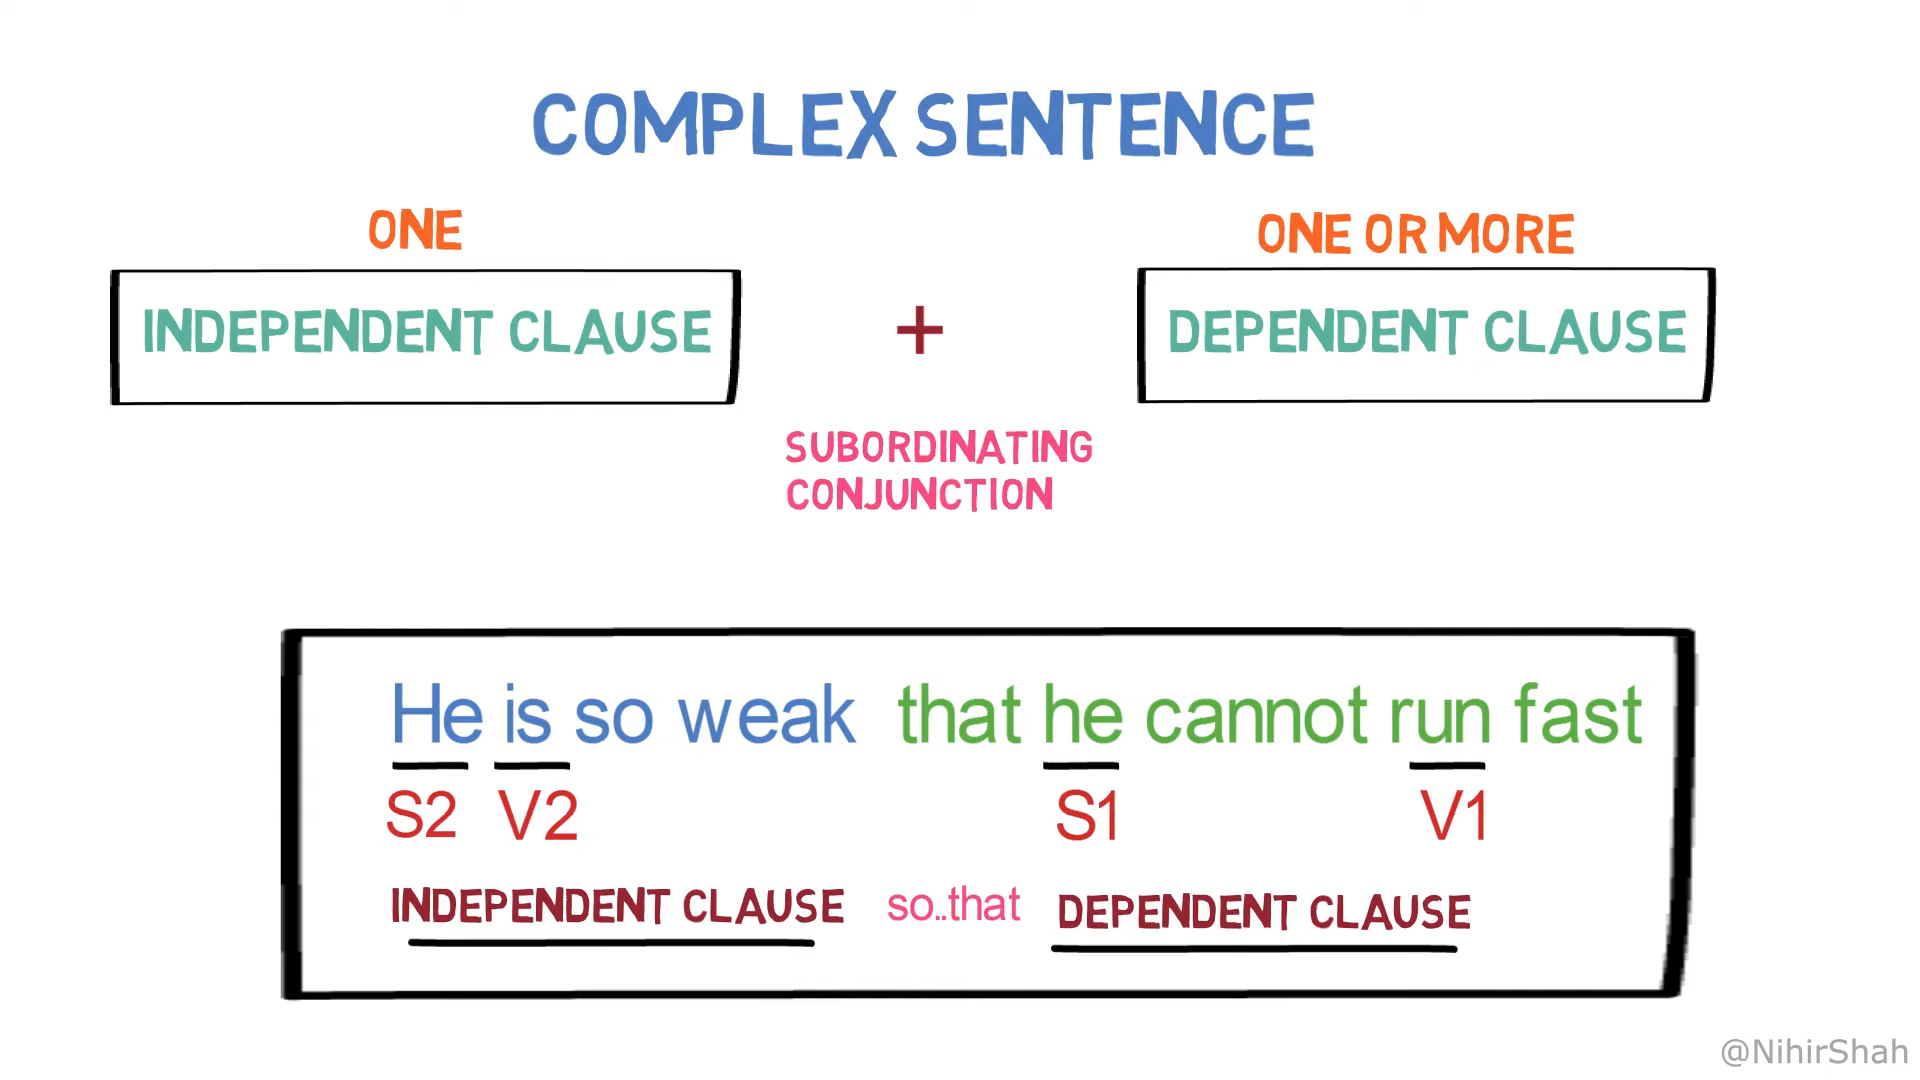 COMPLEX SENTENCE
ONE
ONE OR MORE
INDEPENDENT CLAUSE
+
DEPENDENT CLAUSE
SUBORDINATING
CONJUNCTION
He is so weak that he cannot run fast
S2 V2 S1 V1
INDEPENDENT CLAUSE so..that DEPENDENT CLAUSE
@NihirShah